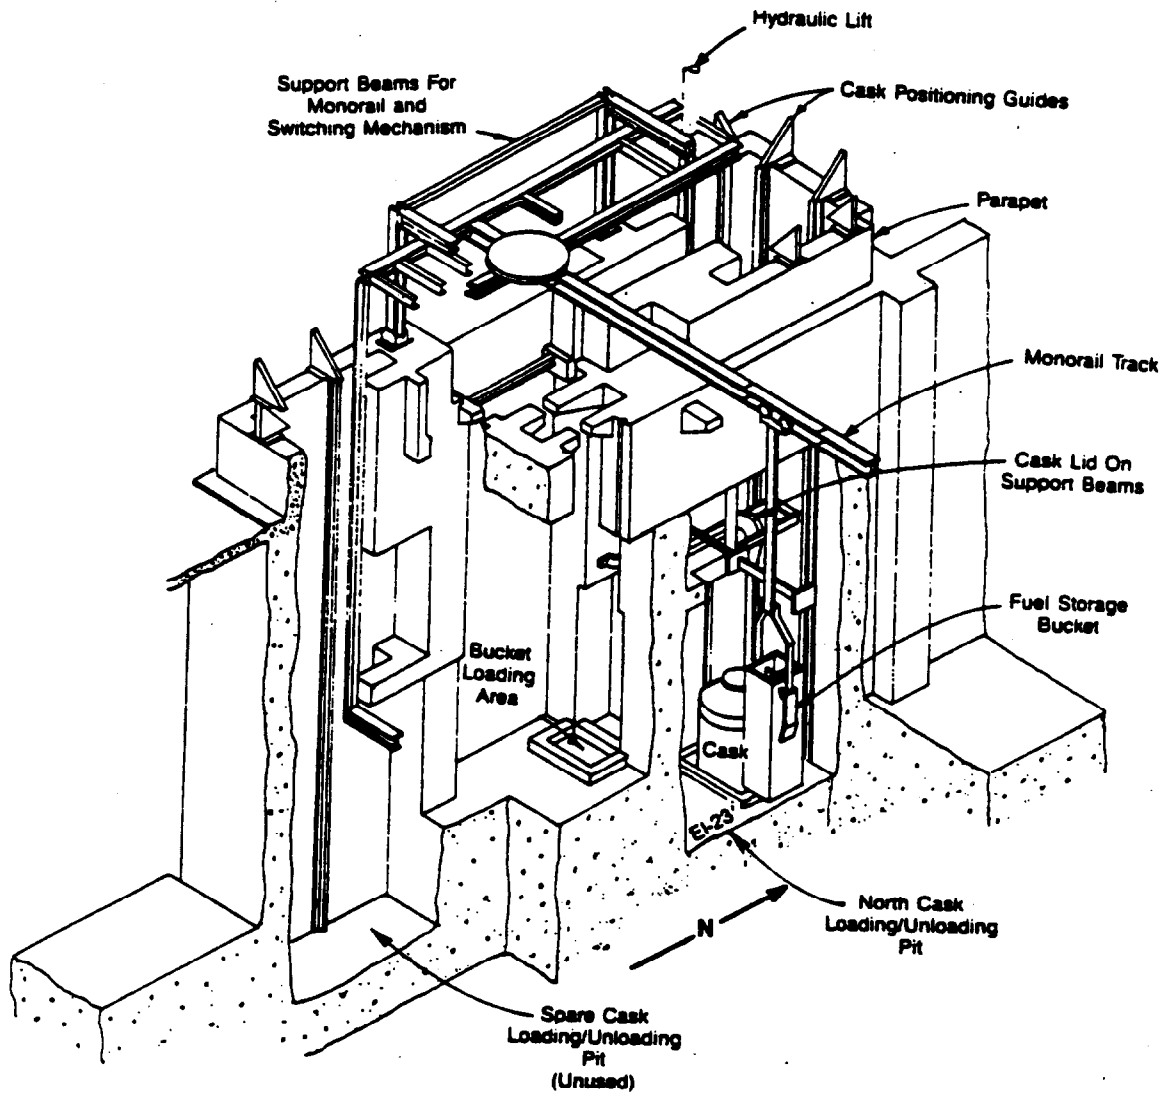 Hydraulic Lift
Support Beams For
Monorail and
Switching Mechanism
Cask Positioning Guides
Parapet
Monorail Track
Cask Lid On
Support Beams
Fuel Storage
Bucket
Bucket
Loading
Area
Cask
El-23'
North Cask
Loading/Unloading
Pit
N
Spare Cask
Loading/Unloading
Pit
(Unused)